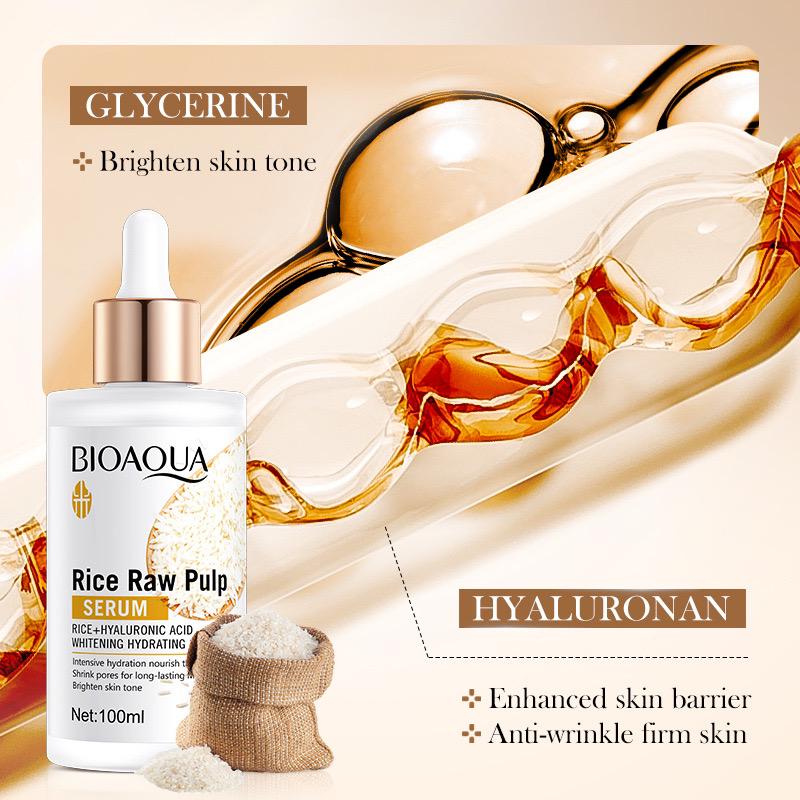 GLYCERINE
Brighten skin tone
BIOAQUA
Rice Raw Pulp
SERUM
RICE+HYALURONIC ACID
WHITENING HYDRATING
Intensive hydration nourish
Shrink pores for long-lasting
Brighten skin tone
Net:100ml
HYALURONAN
Enhanced skin barrier
Anti-wrinkle firm skin